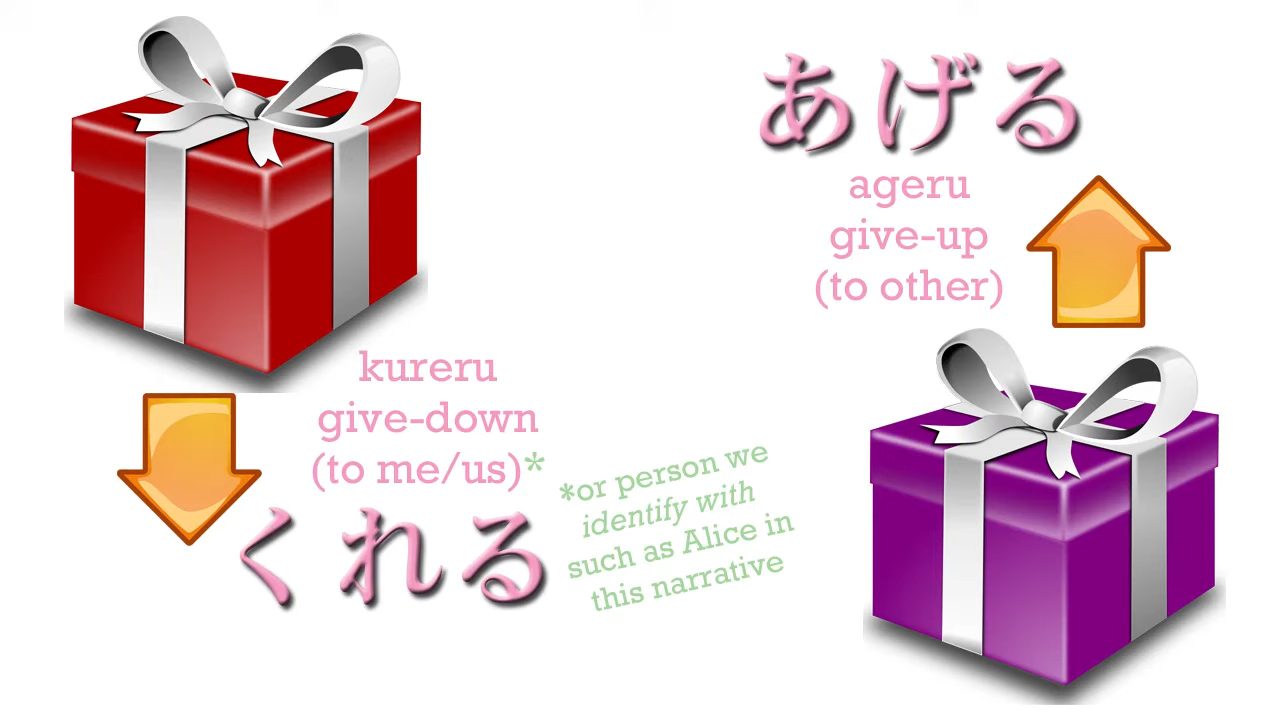 あげる
ageru
give-up
(to other)
kureru
give-down
(to me/us)*
くれる
*or person we
identify with
such as Alice in
this narrative